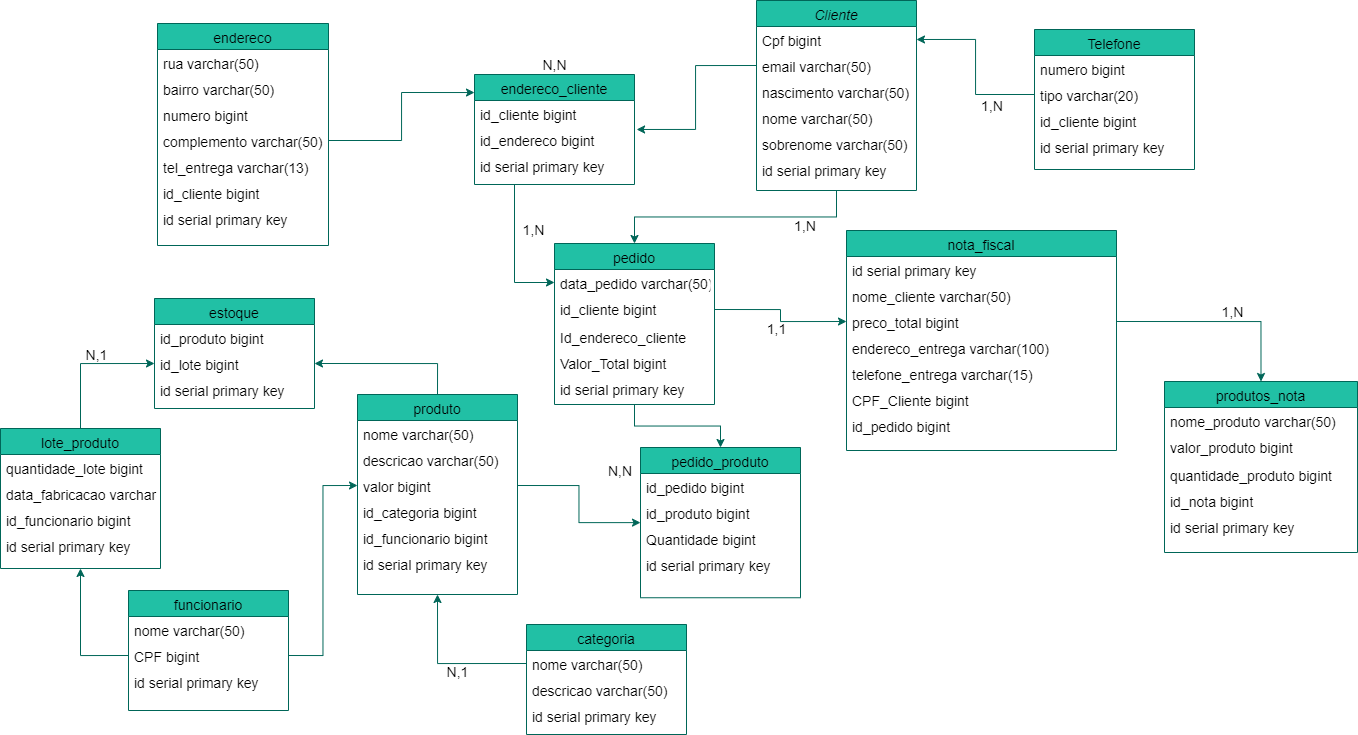 endereco
rua varchar(50)
bairro varchar(50)
numero bigint
complemento varchar(50)
tel_entrega varchar(13)
id_cliente bigint
id serial primary key
N,N
endereco_cliente
id_cliente bigint
id_endereco bigint
id serial primary key
Cliente
Cpf bigint
email varchar(50)
nascimento varchar(50)
nome varchar(50)
sobrenome varchar(50)
id serial primary key
1,N
Telefone
numero bigint
tipo varchar(20)
id_cliente bigint
id serial primary key
1,N
1,N
pedido
data_pedido varchar(50)
id_cliente bigint
Id_endereco_cliente
Valor_Total bigint
id serial primary key
1,1
nota_fiscal
id serial primary key
nome_cliente varchar(50)
preco_total bigint
endereco_entrega varchar(100)
telefone_entrega varchar(15)
CPF_Cliente bigint
id_pedido bigint
1,N
produtos_nota
nome_produto varchar(50)
valor_produto bigint
quantidade_produto bigint
id_nota bigint
id serial primary key
estoque
id_produto bigint
id_lote bigint
id serial primary key
N,1
lote_produto
quantidade_lote bigint
data_fabricacao varchar
id_funcionario bigint
id serial primary key
produto
nome varchar(50)
descricao varchar(50)
valor bigint
id_categoria bigint
id_funcionario bigint
id serial primary key
N,N
pedido_produto
id_pedido bigint
id_produto bigint
Quantidade bigint
id serial primary key
funcionario
nome varchar(50)
CPF bigint
id serial primary key
N,1
categoria
nome varchar(50)
descricao varchar(50)
id serial primary key